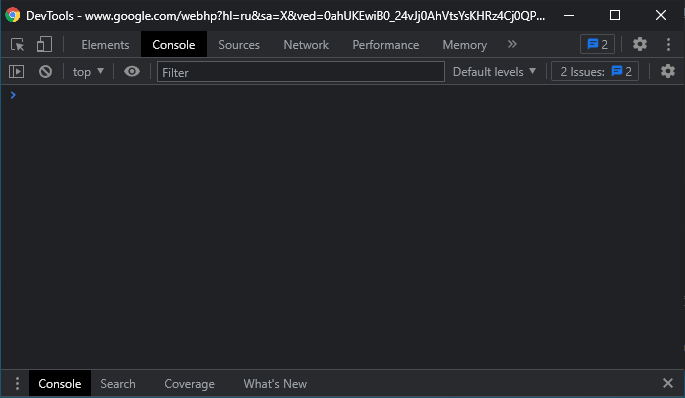 DevTools - www.google.com/webhp?hl=ru&sa=X&ved=0ahUKEwiB0_24vJj0AhVtsYsKHRz4Cj0QP...
Elements Console Sources Network Performance Memory 2
top Filter Default levels 2 Issues: 2
Console Search Coverage What's New